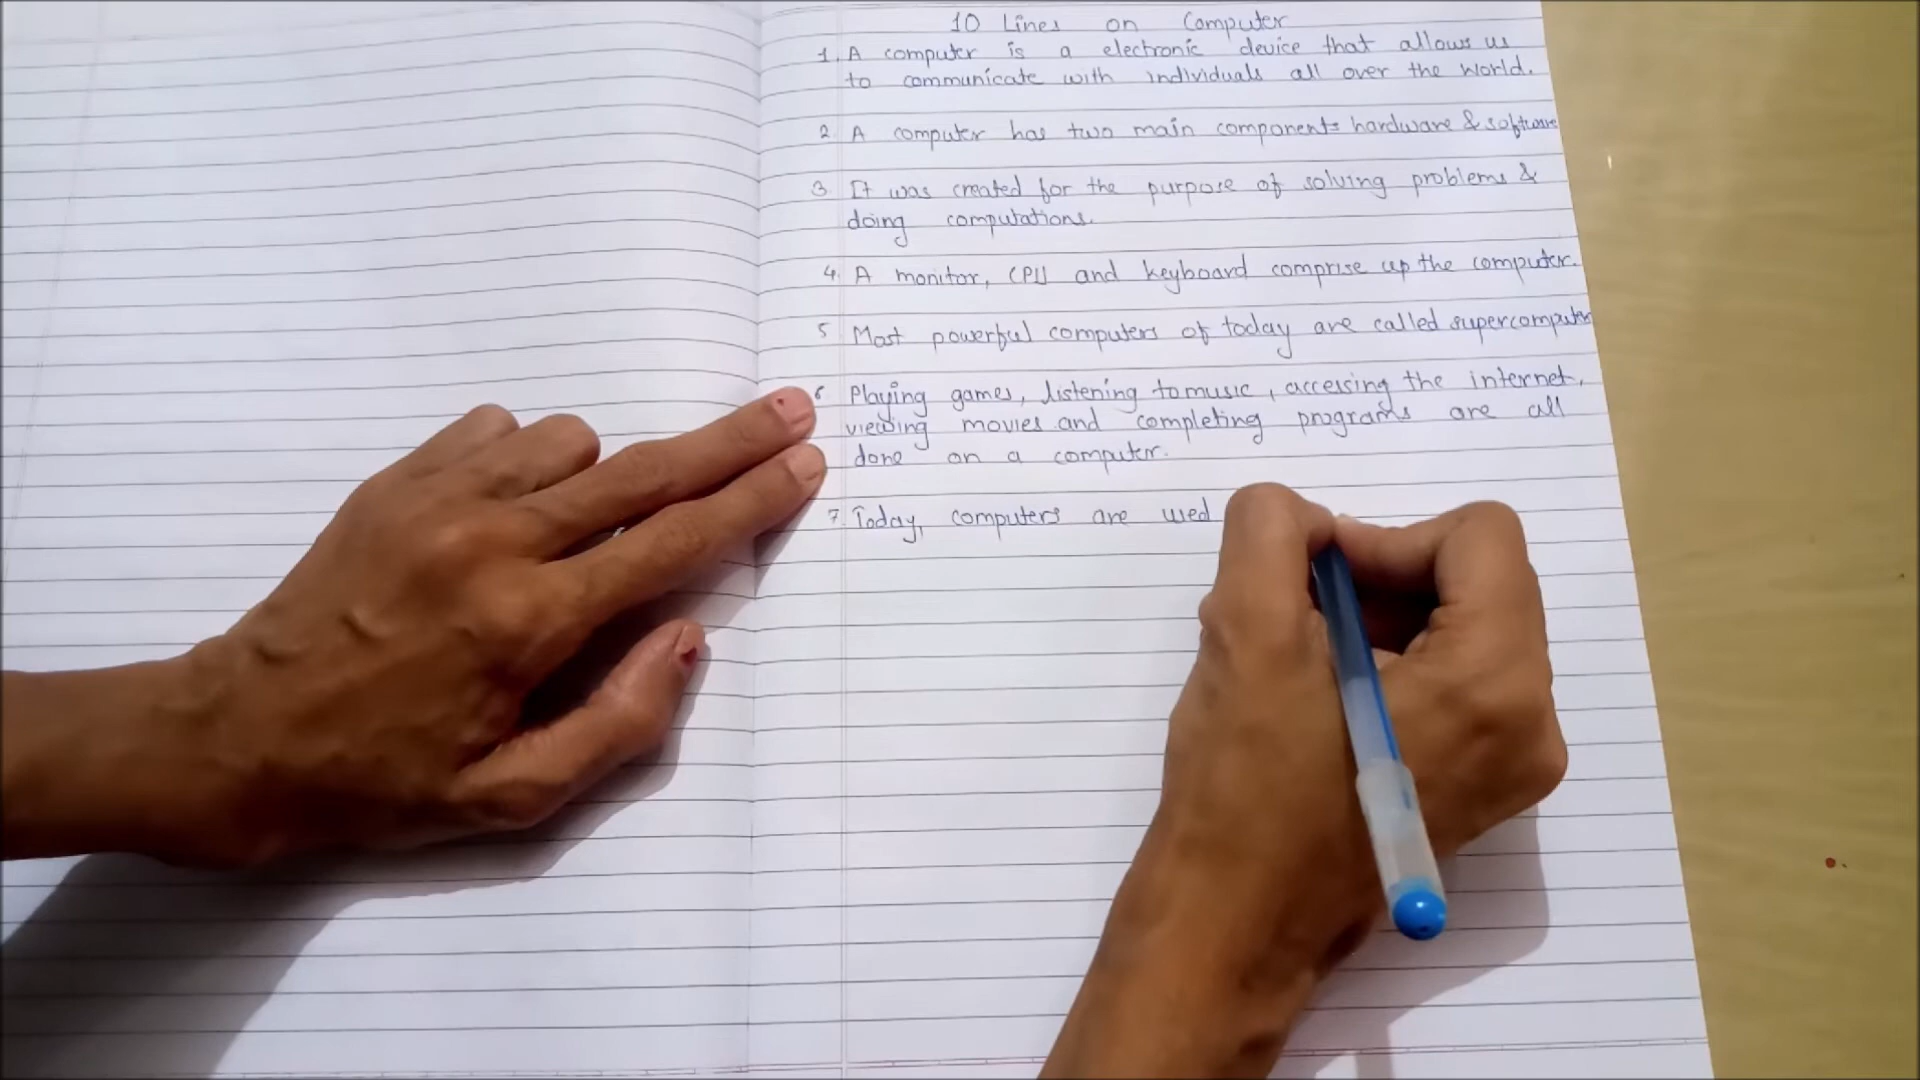 10 Lines on Computer
1. A computer is a electronic device that allows us
to communicate with individuals all over the world.
2. A computer has two main components hardware & software
3. It was created for the purpose of solving problems &
doing computations.
4. A monitor, CPU and keyboard comprise up the computer.
5 Most powerful computers of today are called supercomputer
6 Playing games, listening to music, accessing the internet,
viewing movies and completing programs are all
done on a computer.
7. Today, computers are used